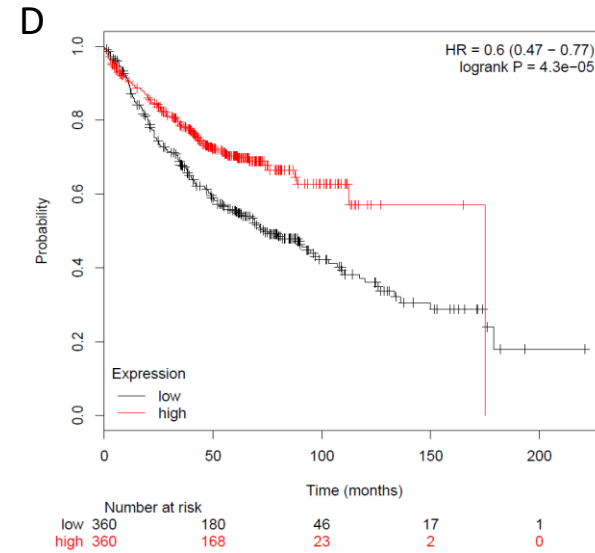 D
HR = 0.6 (0.47 − 0.77)
logrank P = 4.3e−05
1.0
0.8
0.6
0.4
0.2
0.0
Probability
Expression
low
high
0 50 100 150 200
Time (months)
Number at risk
low 360 180 46 17 1
high 360 168 23 2 0